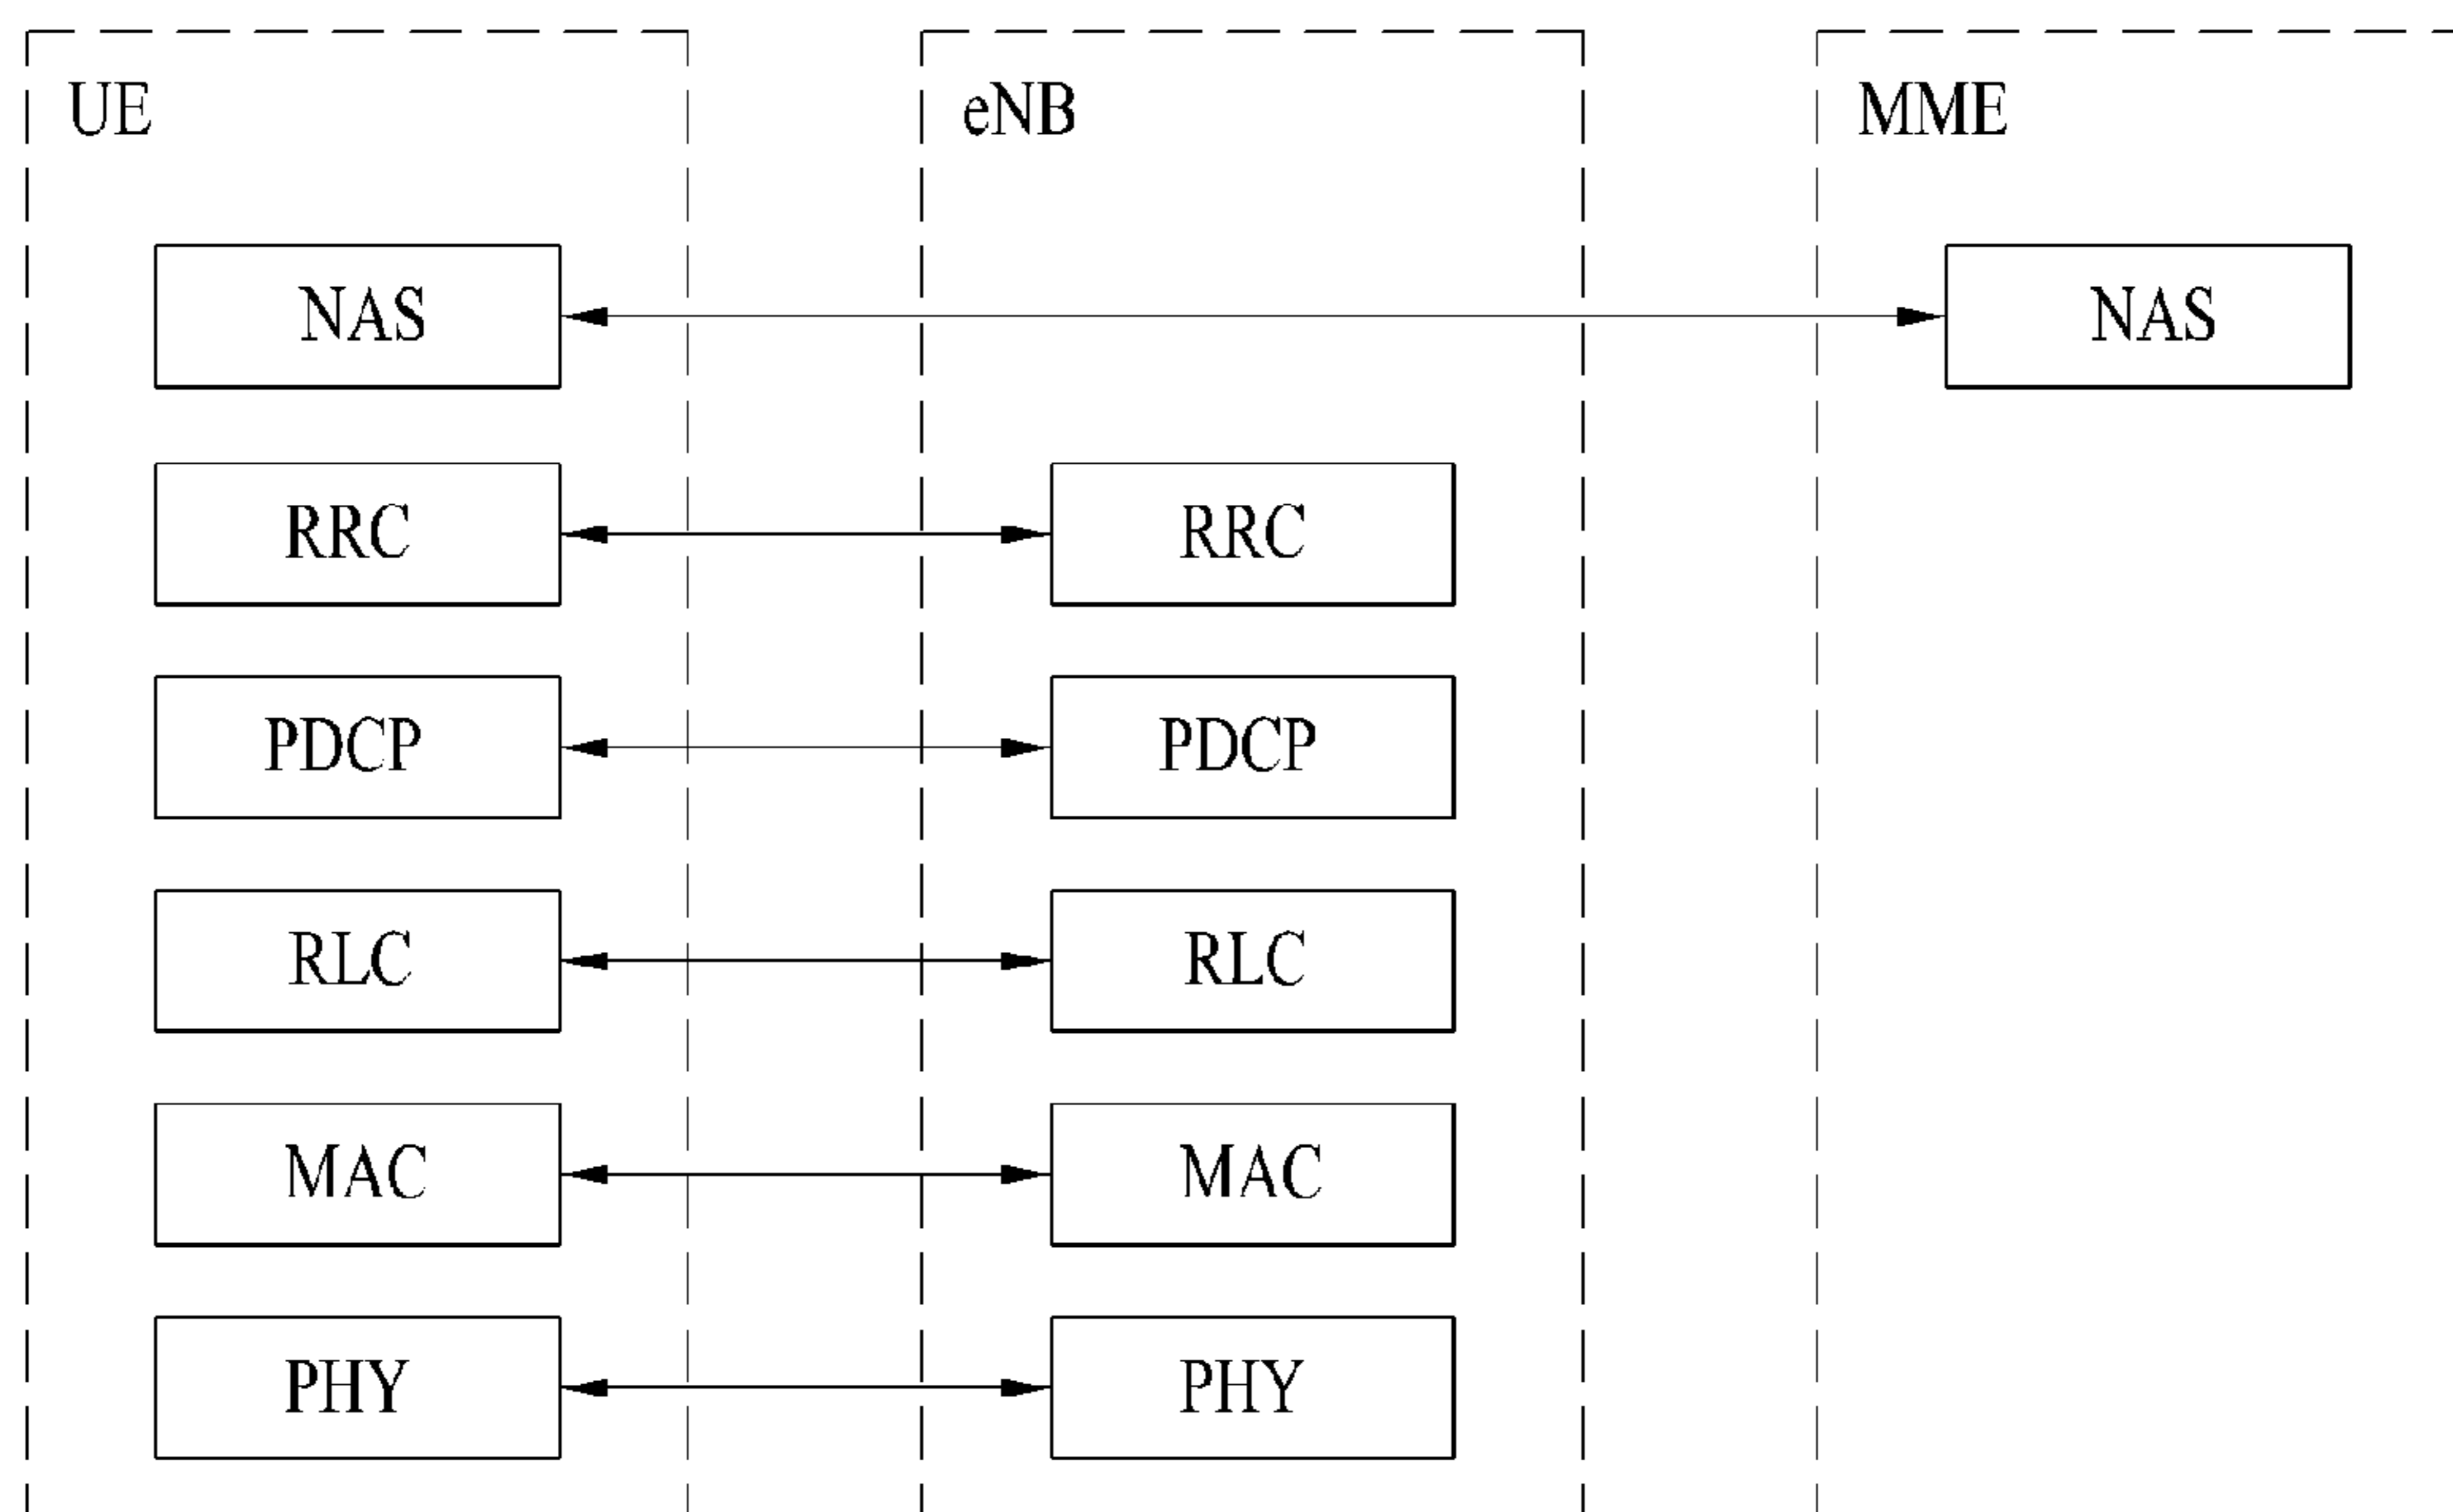 UE eNB MME
NAS NAS
RRC RRC
PDCP PDCP
RLC RLC
MAC MAC
PHY PHY